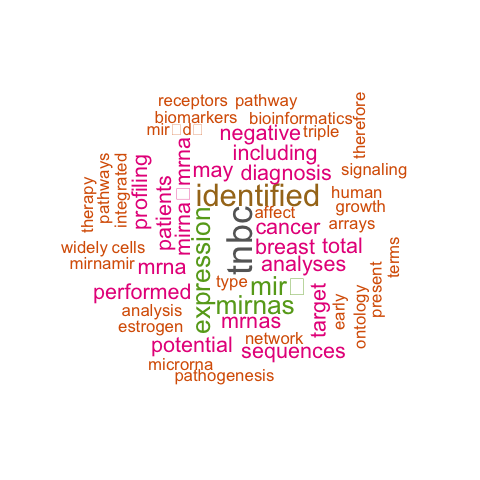 receptors pathway
biomarkers bioinformatics
mir□d□ negative triple
therefore
including
may diagnosis signaling
identified human
affect growth
cancer arrays
widely cells breast total
mirnamir mrna analyses
type mir□
performed mirnas
analysis mrnas
estrogen
potential network sequences
microrna
pathogenesis
therapy
pathways
integrated
profiling
patients
mirna□mrna
expression
tnbc
target
early
ontology
present
terms